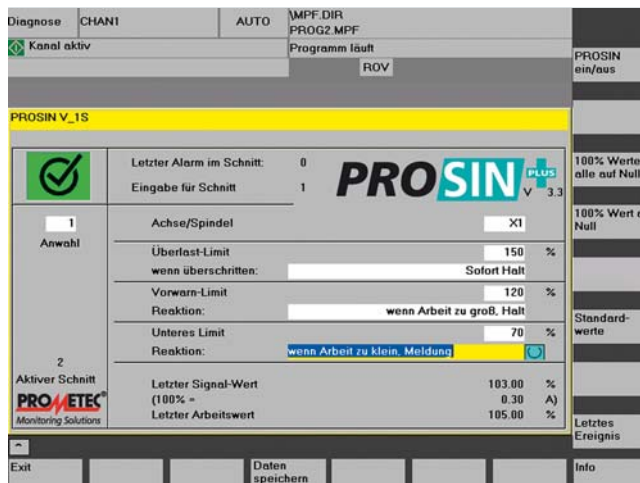 Diagnose CHAN1 AUTO \MPF.DIR
PROG2.MPF
Kanal aktiv Programm läuft
ROV
PROSIN
ein/aus
PROSIN V_1S
Letzter Alarm im Schnitt: 0
Eingabe für Schnitt 1
PROSIN PLUS
V 3.3
100% Werte
alle auf Null
1
Anwahl
Achse/Spindel X1
100% Wert
Null
Überlast-Limit 150 %
wenn überschritten: Sofort Halt
Vorwarn-Limit 120 %
Reaktion: wenn Arbeit zu groß, Halt
Standard-
werte
Unteres Limit 70 %
Reaktion: wenn Arbeit zu klein, Meldung
2
Aktiver Schnitt
Letzter Signal-Wert 103.00 %
(100% = 0.30 A)
Letzter Arbeitswert 105.00 %
PROMETEC®
Monitoring Solutions
Letztes
Ereignis
^
Exit Daten
speichern Info